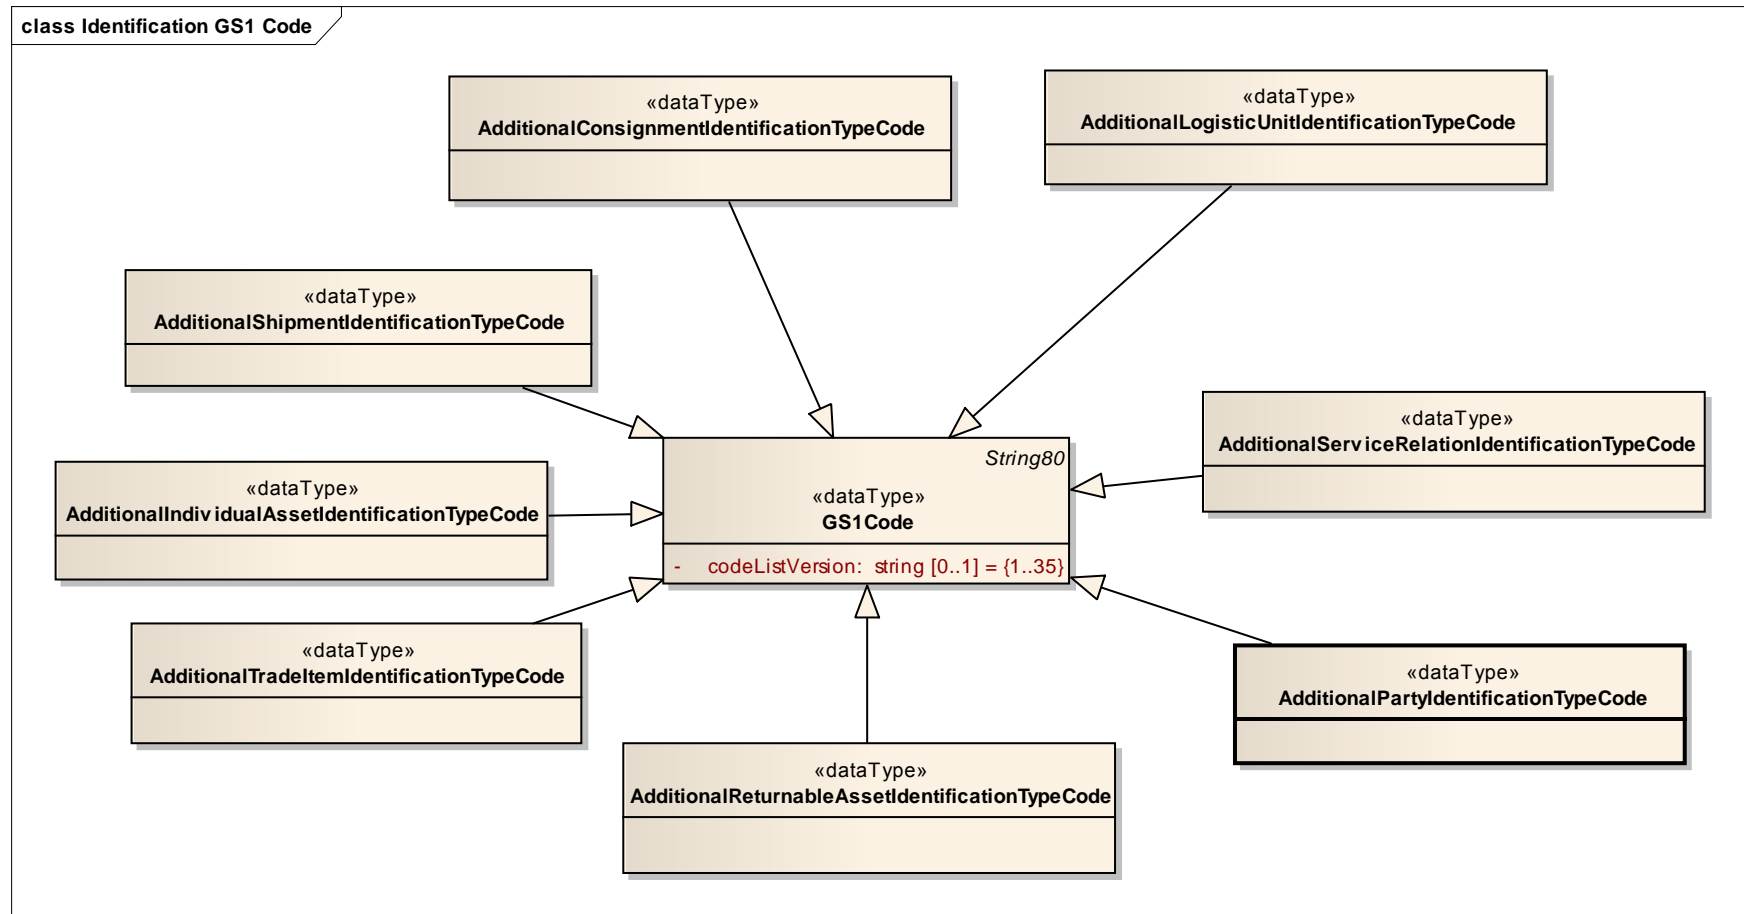 class Identification GS1 Code
«dataType»
AdditionalConsignmentIdentificationTypeCode
«dataType»
AdditionalLogisticUnitIdentificationTypeCode
«dataType»
AdditionalShipmentIdentificationTypeCode
«dataType»
AdditionalServiceRelationIdentificationTypeCode
String80
«dataType»
GS1Code
- codeListVersion: string [0..1] = {1..35}
«dataType»
AdditionalIndividualAssetIdentificationTypeCode
«dataType»
AdditionalTradeItemIdentificationTypeCode
«dataType»
AdditionalPartyIdentificationTypeCode
«dataType»
AdditionalReturnableAssetIdentificationTypeCode